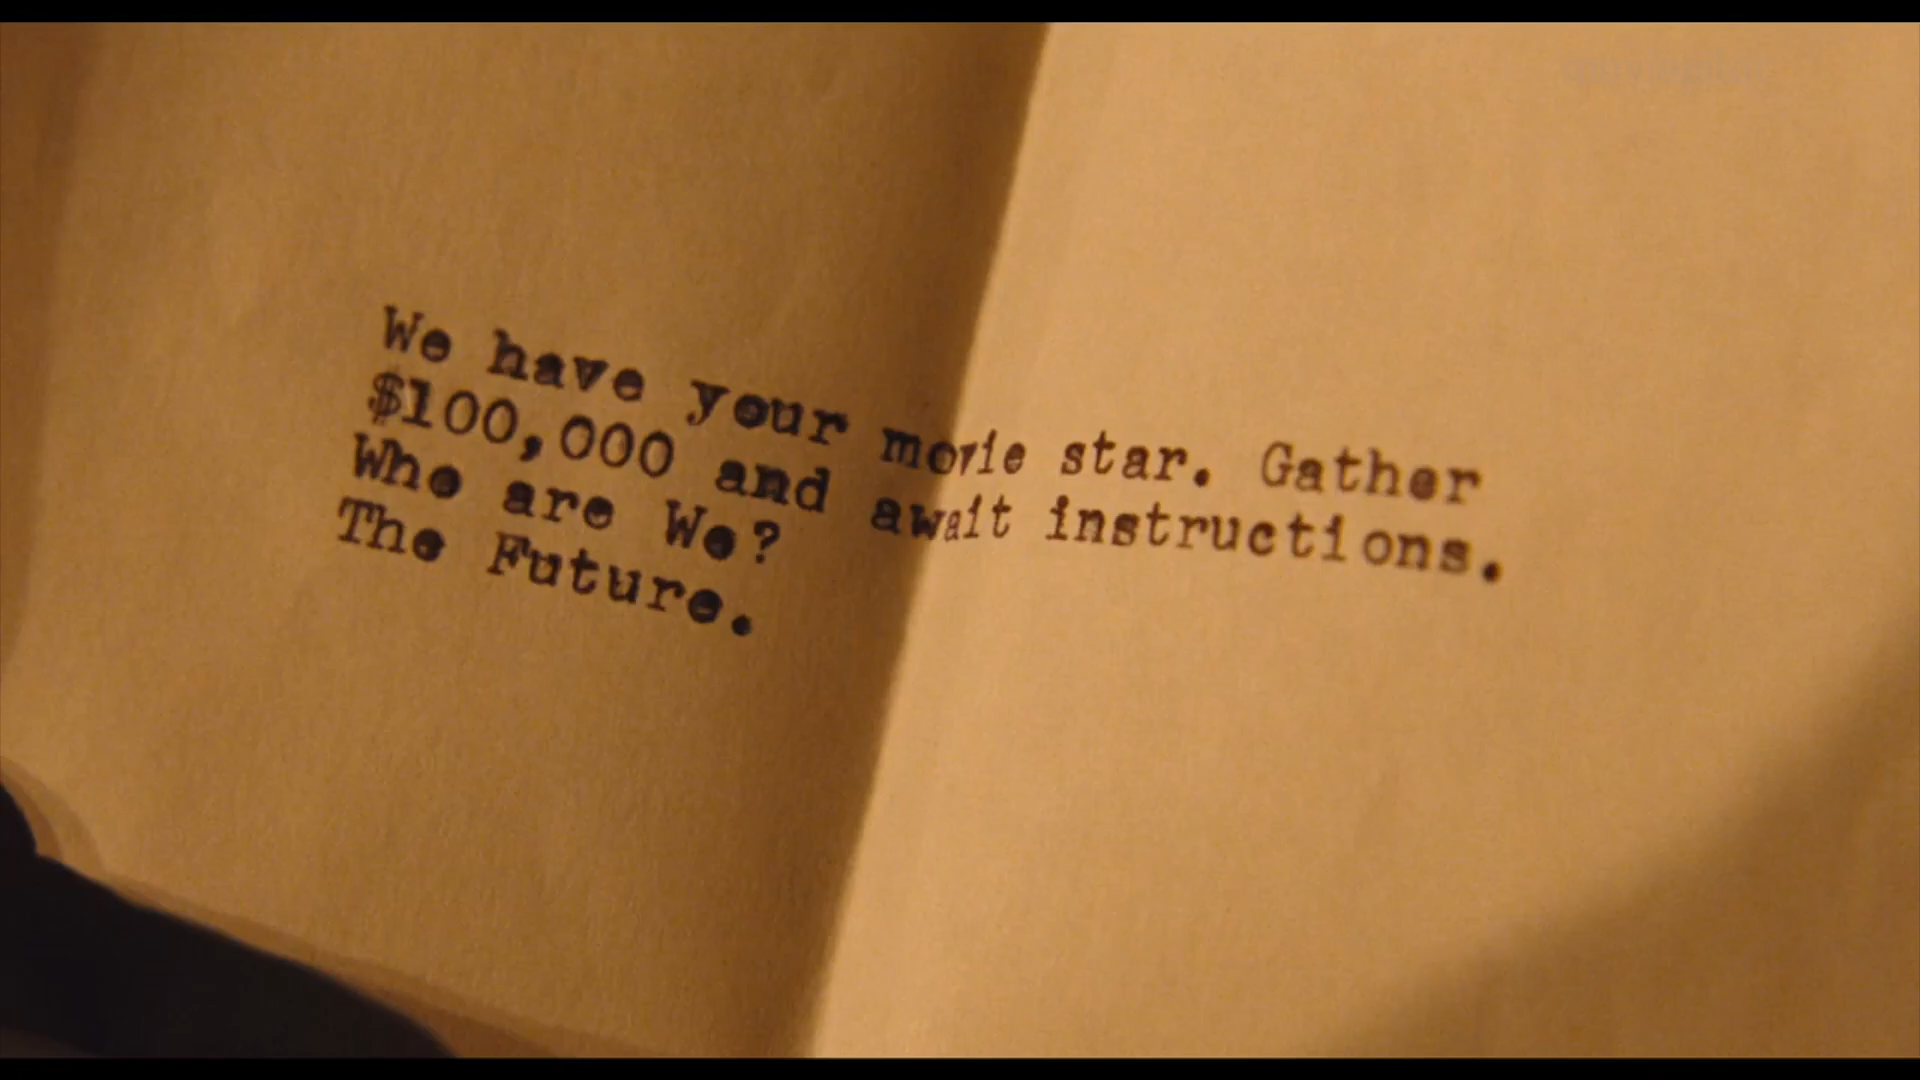 We have your movie star. Gather
$100,000 and await instructions.
Who are We?
The Future.